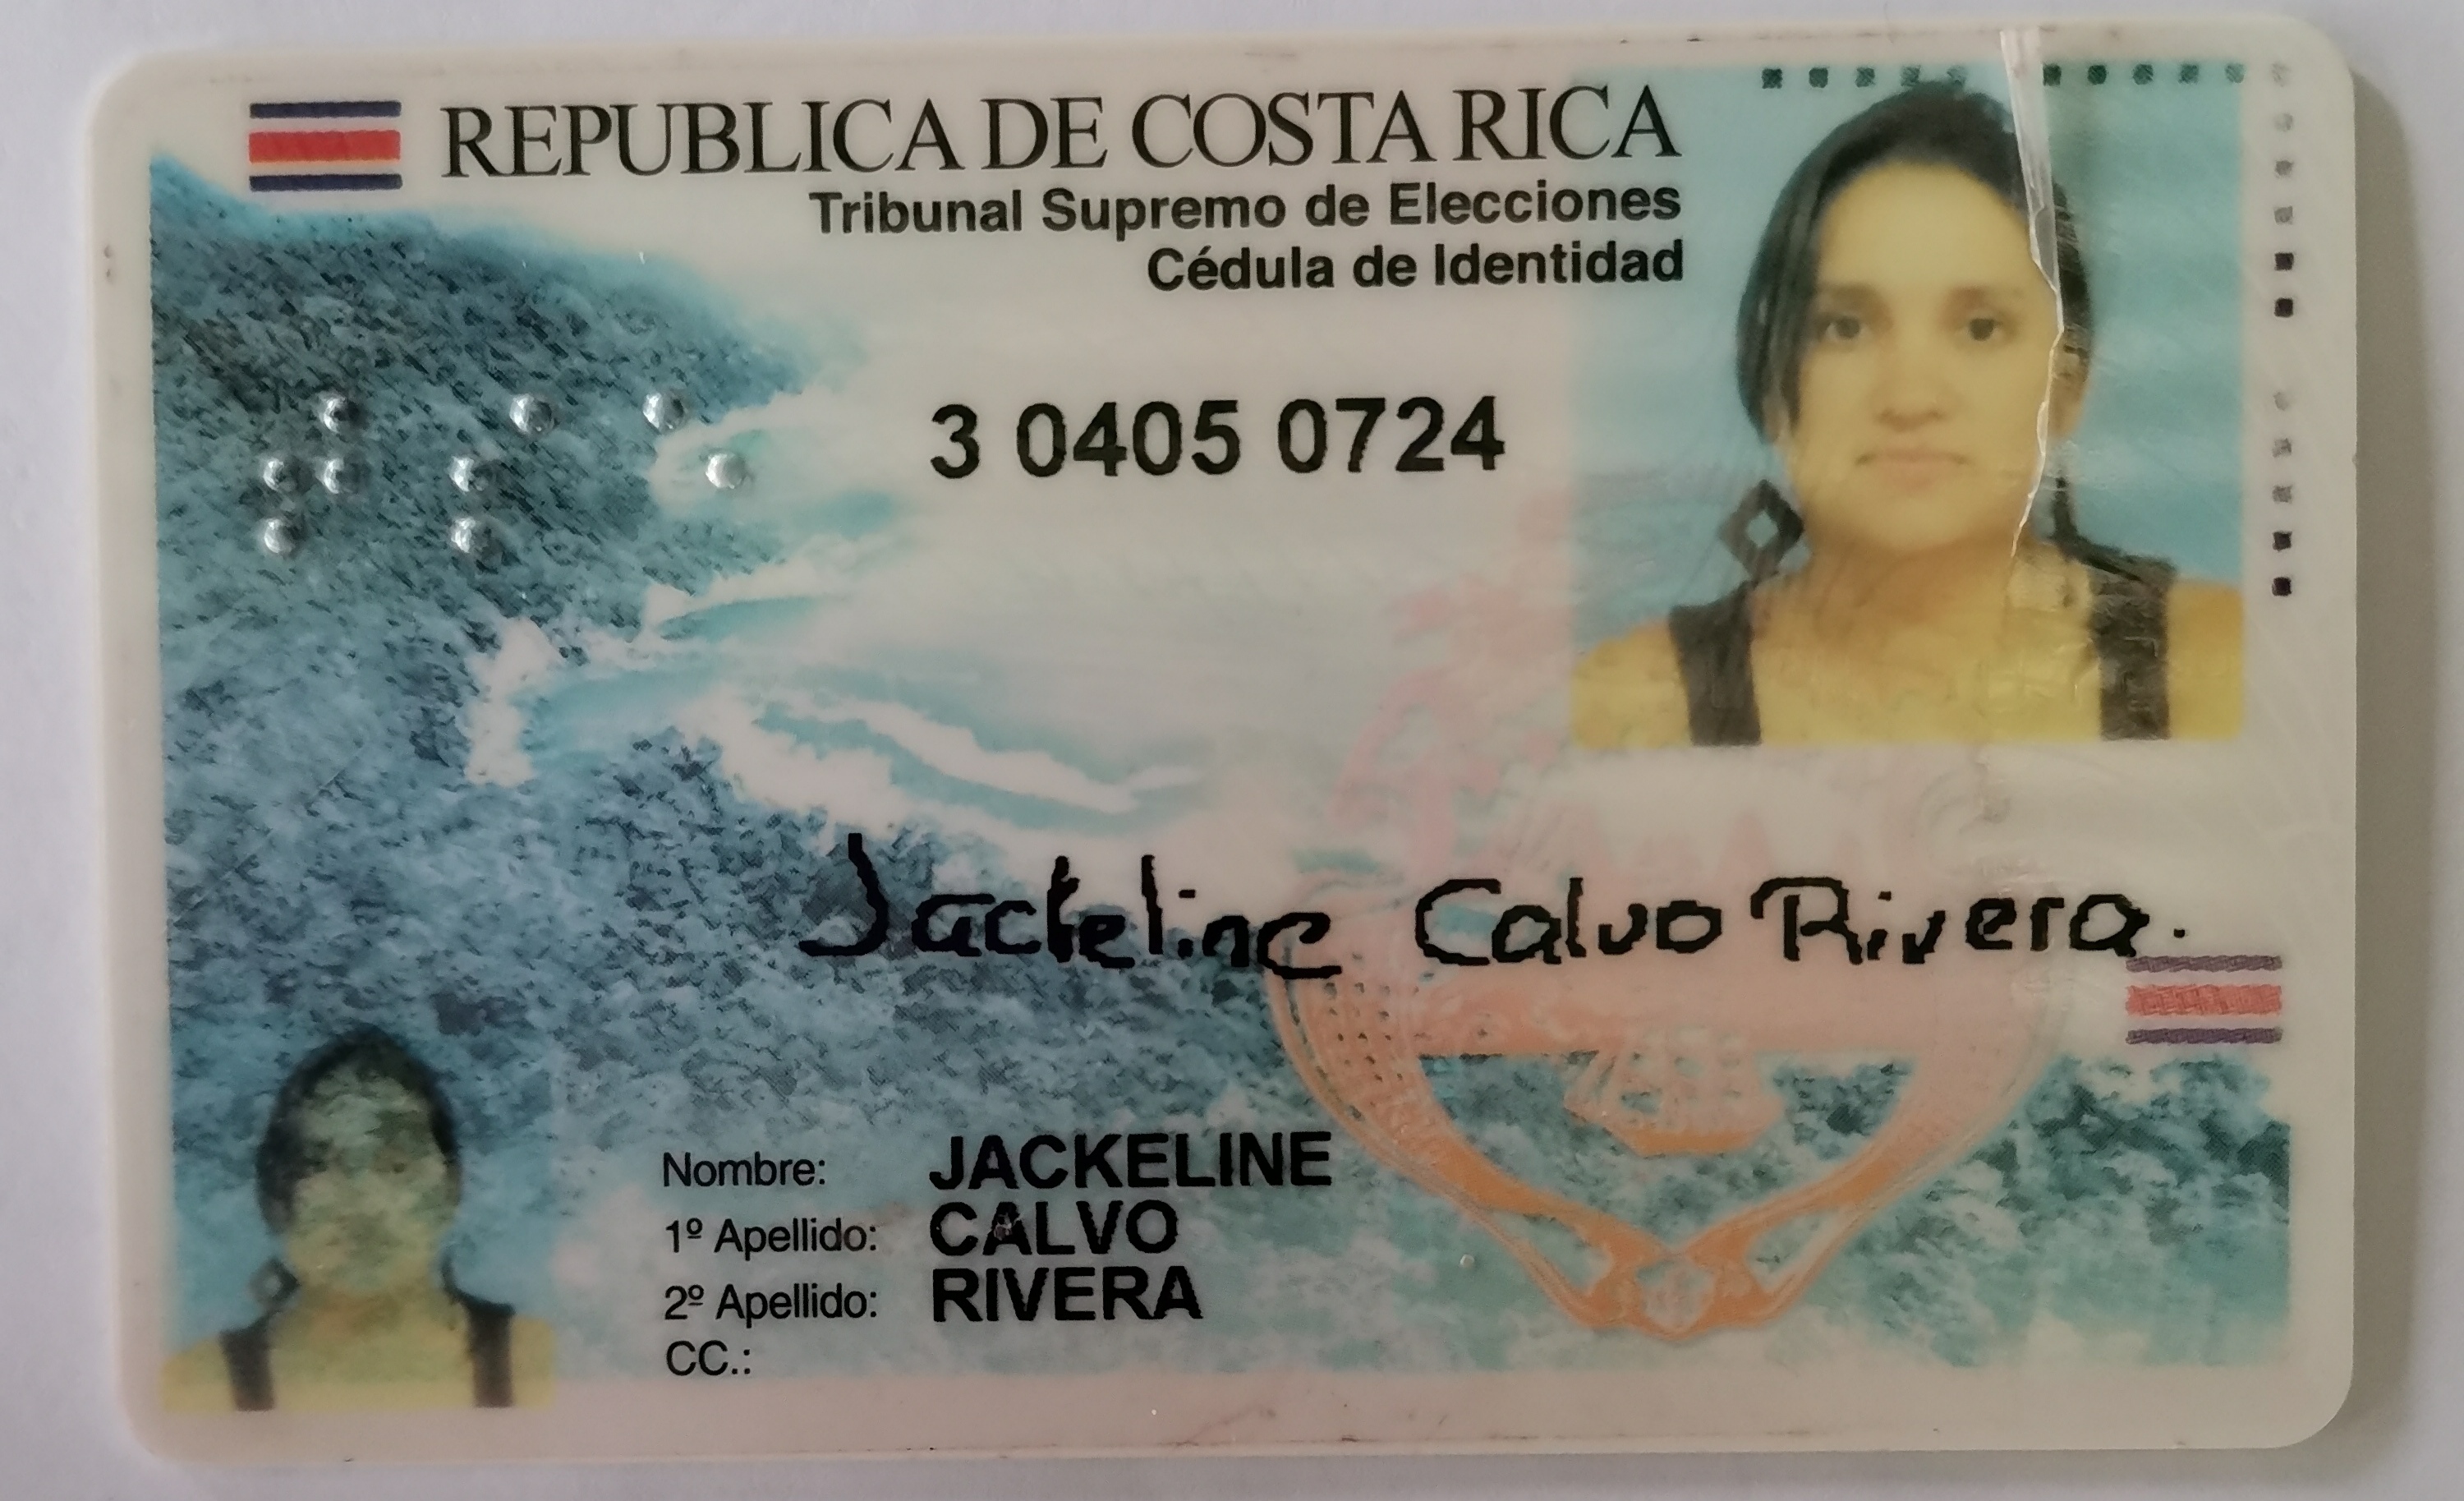 REPUBLICA DE COSTA RICA
Tribunal Supremo de Elecciones
Cédula de Identidad
3 0405 0724
Jackeline Calvo Rivera.
Nombre: JACKELINE
1º Apellido: CALVO
2º Apellido: RIVERA
CC.: